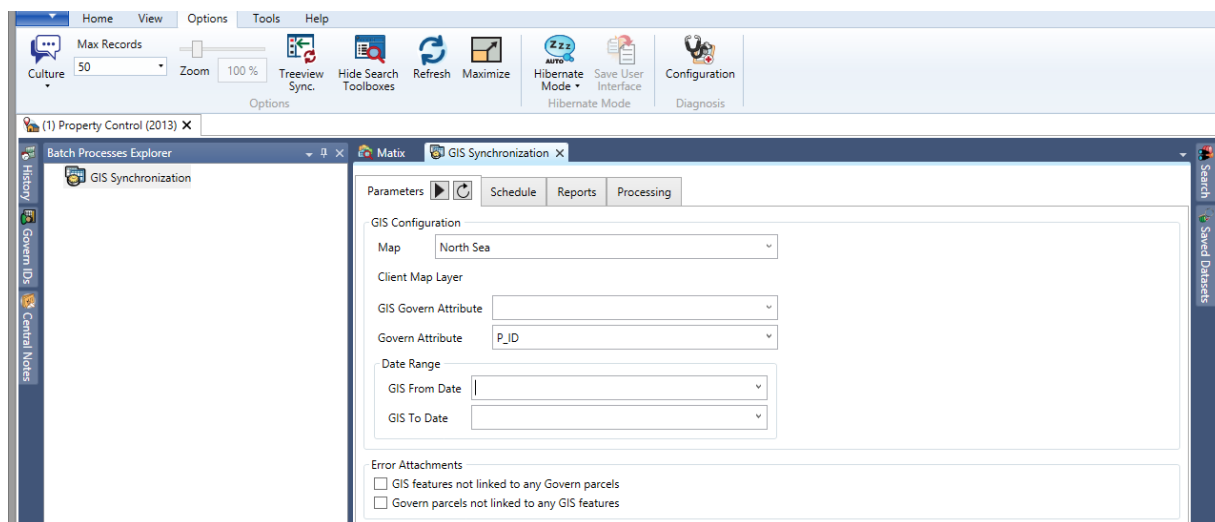 Home View Options Tools Help
Culture
Max Records
50
Zoom 100 %
Treeview
Sync.
Hide Search
Toolboxes
Refresh
Maximize
Options
ZZZ
AUTO
Hibernate
Mode
Save User
Interface
Hibernate Mode
Configuration
Diagnosis
(1) Property Control (2013) X
History
Govern IDs
Central Notes
Batch Processes Explorer
GIS Synchronization
Matix
GIS Synchronization X
Parameters Schedule Reports Processing
GIS Configuration
Map North Sea
Client Map Layer
GIS Govern Attribute
Govern Attribute P_ID
Date Range
GIS From Date
GIS To Date
Error Attachments
GIS features not linked to any Govern parcels
Govern parcels not linked to any GIS features
Search
Saved Datasets